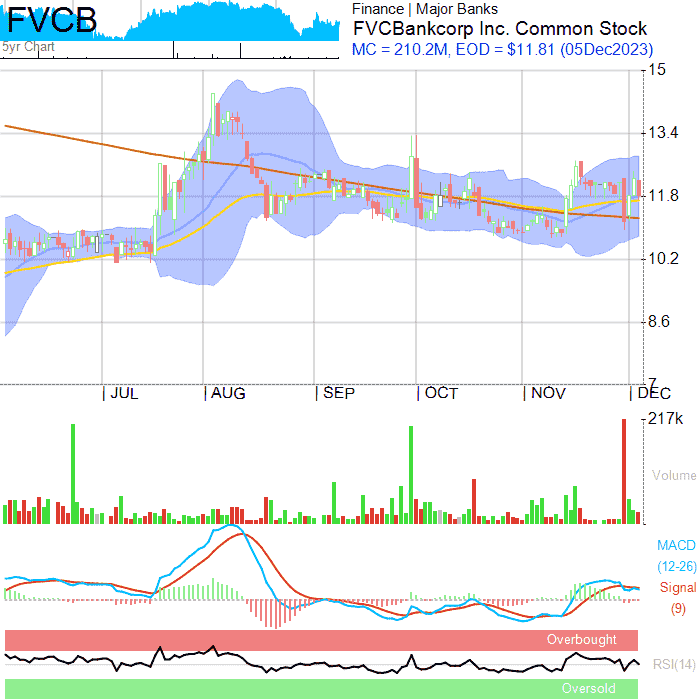 FVCB
5yr Chart
Finance | Major Banks
FVCBankcorp Inc. Common Stock
MC = 210.2M, EOD = $11.81 (05Dec2023)
15
13.4
11.8
10.2
8.6
7
JUL AUG SEP OCT NOV DEC
217k
Volume
MACD
(12-26)
Signal
(9)
Overbought
RSI(14)
Oversold